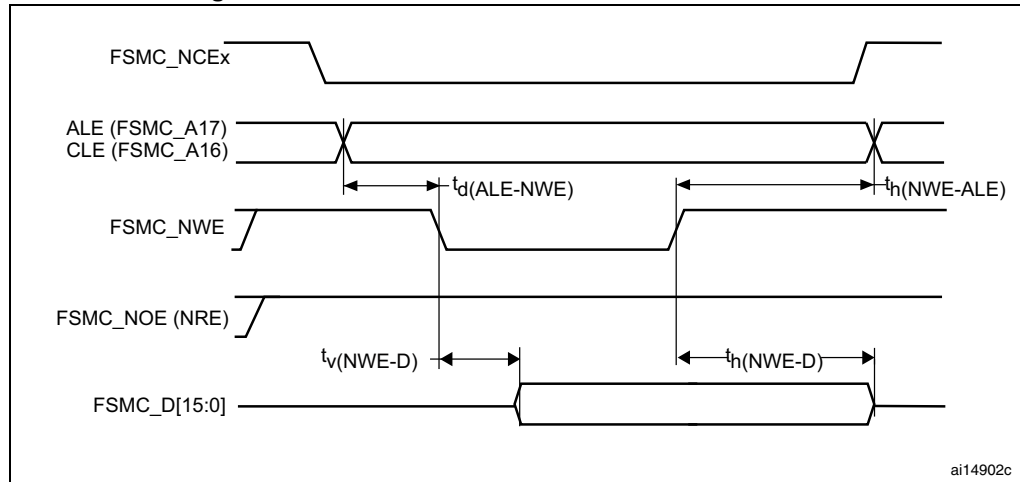 FSMC_NCEx
ALE (FSMC_A17)
CLE (FSMC_A16)
td(ALE-NWE)
th(NWE-ALE)
FSMC_NWE
FSMC_NOE (NRE)
tv(NWE-D)
th(NWE-D)
FSMC_D[15:0]
ai14902c